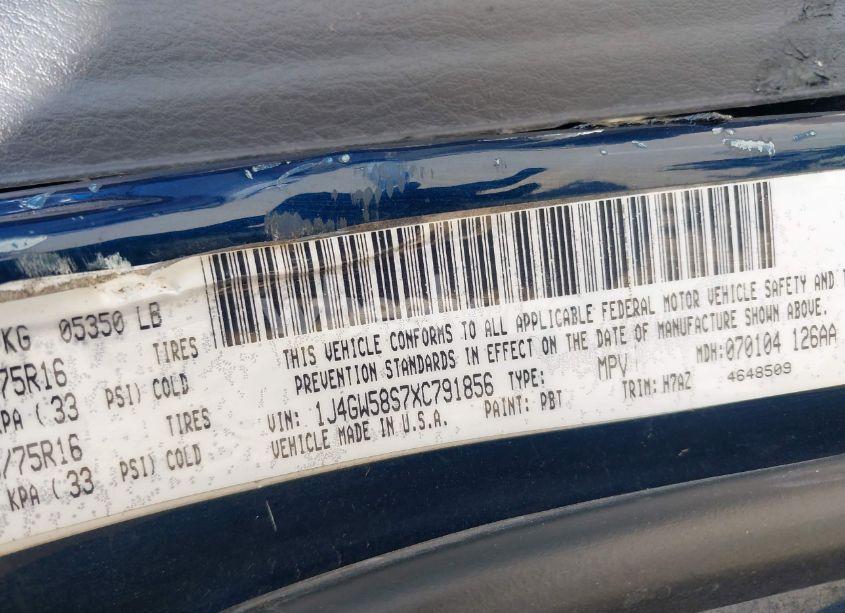 KG 05350 LB
75R16 TIRES
KPA ( 33 PSI) COLD
/75R16 TIRES
KPA ( 33 PSI) COLD
THIS VEHICLE CONFORMS TO ALL APPLICABLE FEDERAL MOTOR VEHICLE SAFETY AND T
PREVENTION STANDARDS IN EFFECT ON THE DATE OF MANUFACTURE SHOWN ABOVE.
VIN: 1J4GW58S7XC791856 TYPE: MPV MDH:070104 126AA
VEHICLE MADE IN U.S.A. PAINT: PBT TRIM: H7AZ 4648509